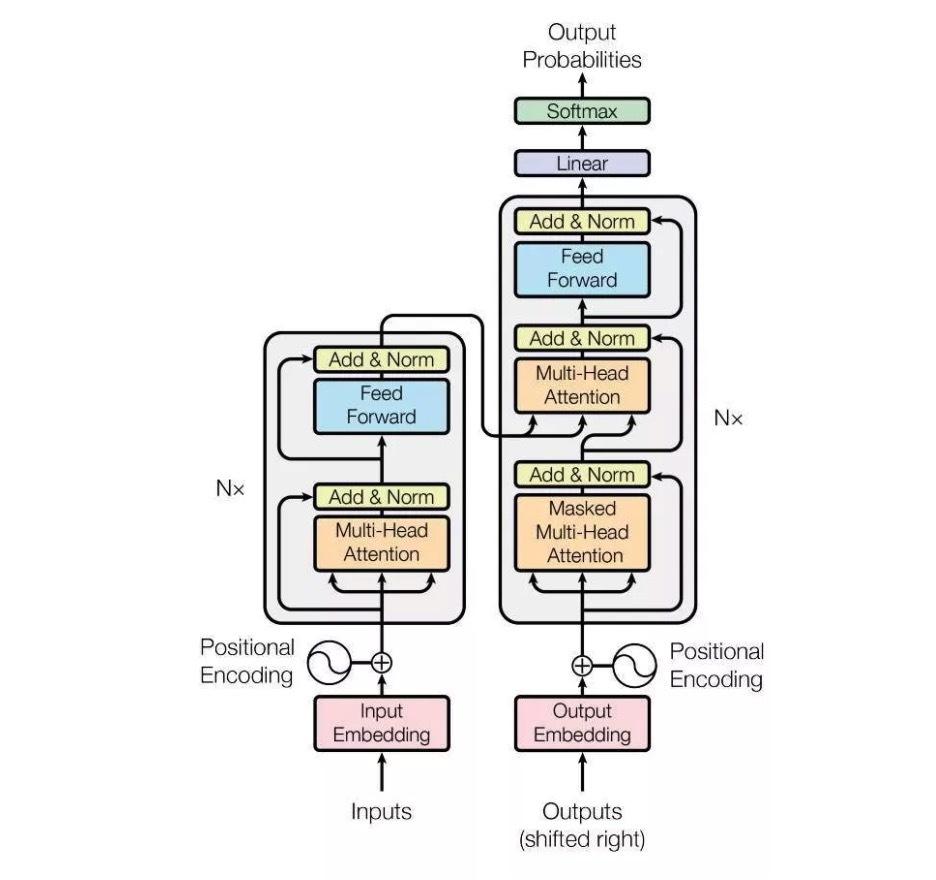 Output
Probabilities
Softmax
Linear
Add & Norm
Feed
Forward
Add & Norm
Multi-Head
Attention
Nx
Add & Norm
Masked
Multi-Head
Attention
Add & Norm
Feed
Forward
Nx
Add & Norm
Multi-Head
Attention
Positional
Encoding
Positional
Encoding
Input
Embedding
Output
Embedding
Inputs
Outputs
(shifted right)